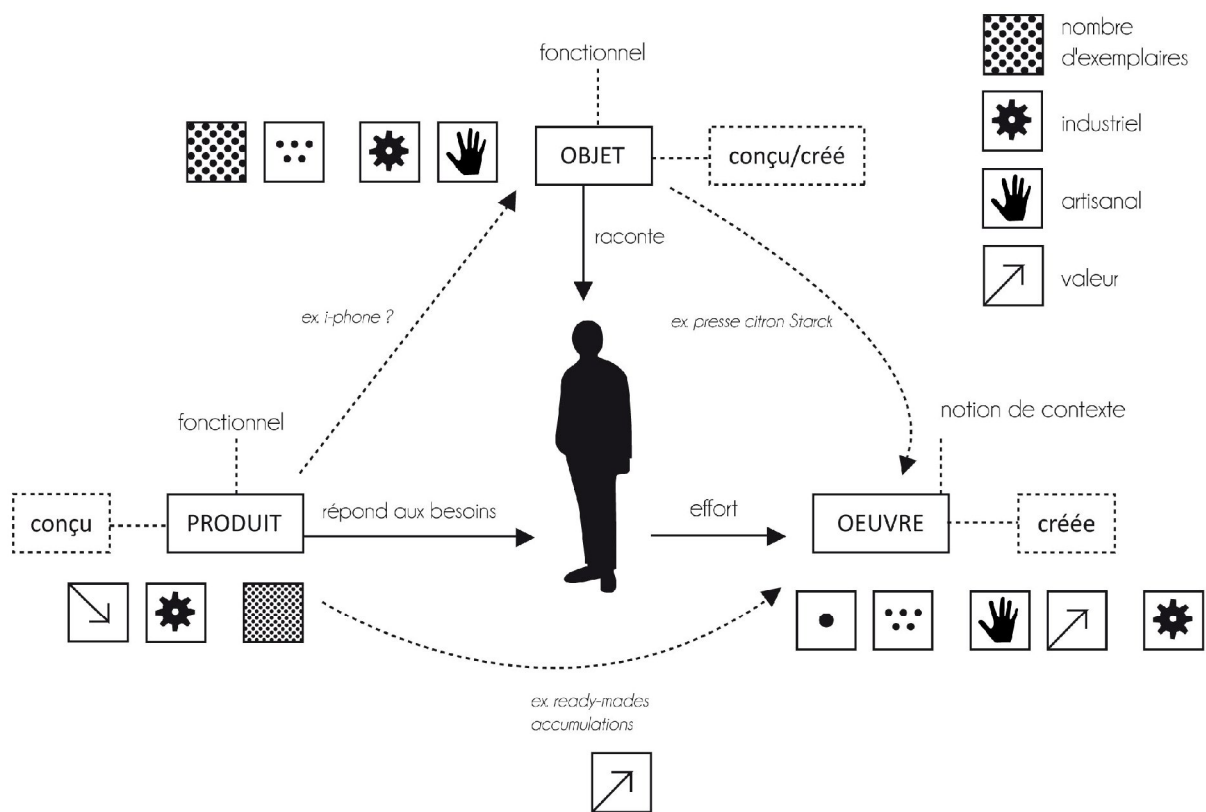 fonctionnel
nombre
d'exemplaires
industriel
artisanal
valeur
OBJET
conçu/créé
raconte
ex. i-phone ?
ex. presse citron Starck
fonctionnel
notion de contexte
conçu
PRODUIT
répond aux besoins
effort
OEUVRE
créée
ex. ready-mades
accumulations